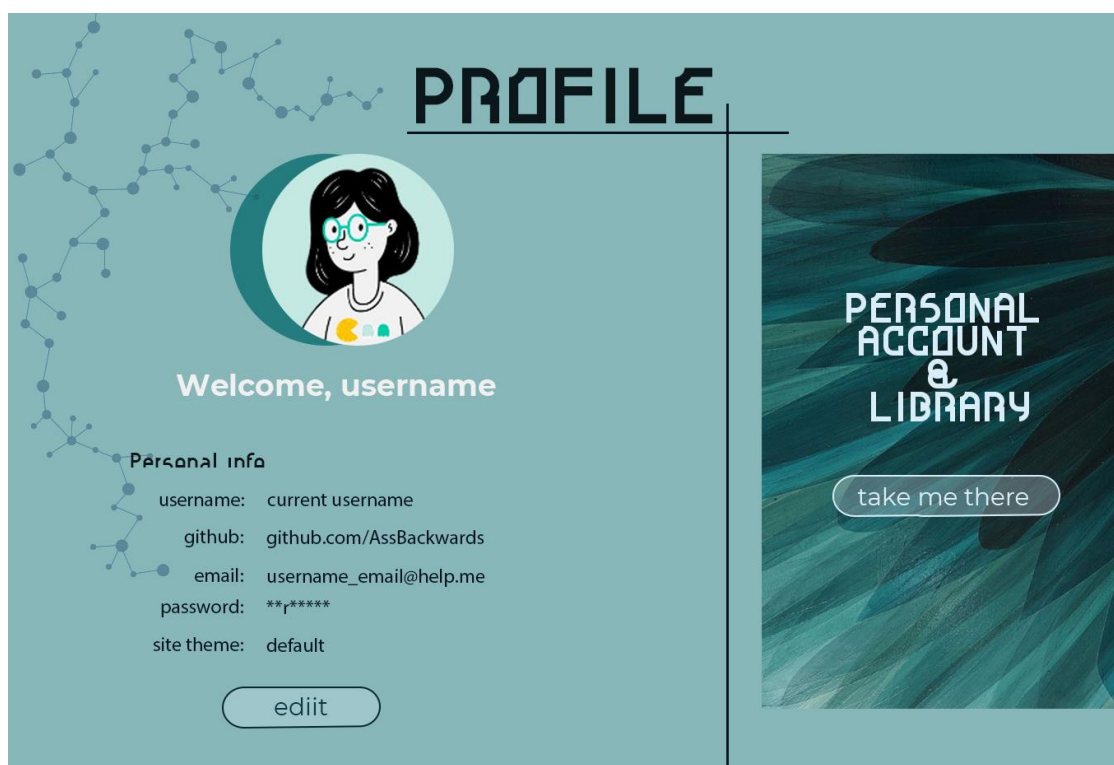 PROFILE
Welcome, username
Personal info
username: current username
github: github.com/AssBackwards
email: username_email@help.me
password: **r*****
site theme: default
ediit
PERSONAL
ACCOUNT
&
LIBRARY
take me there